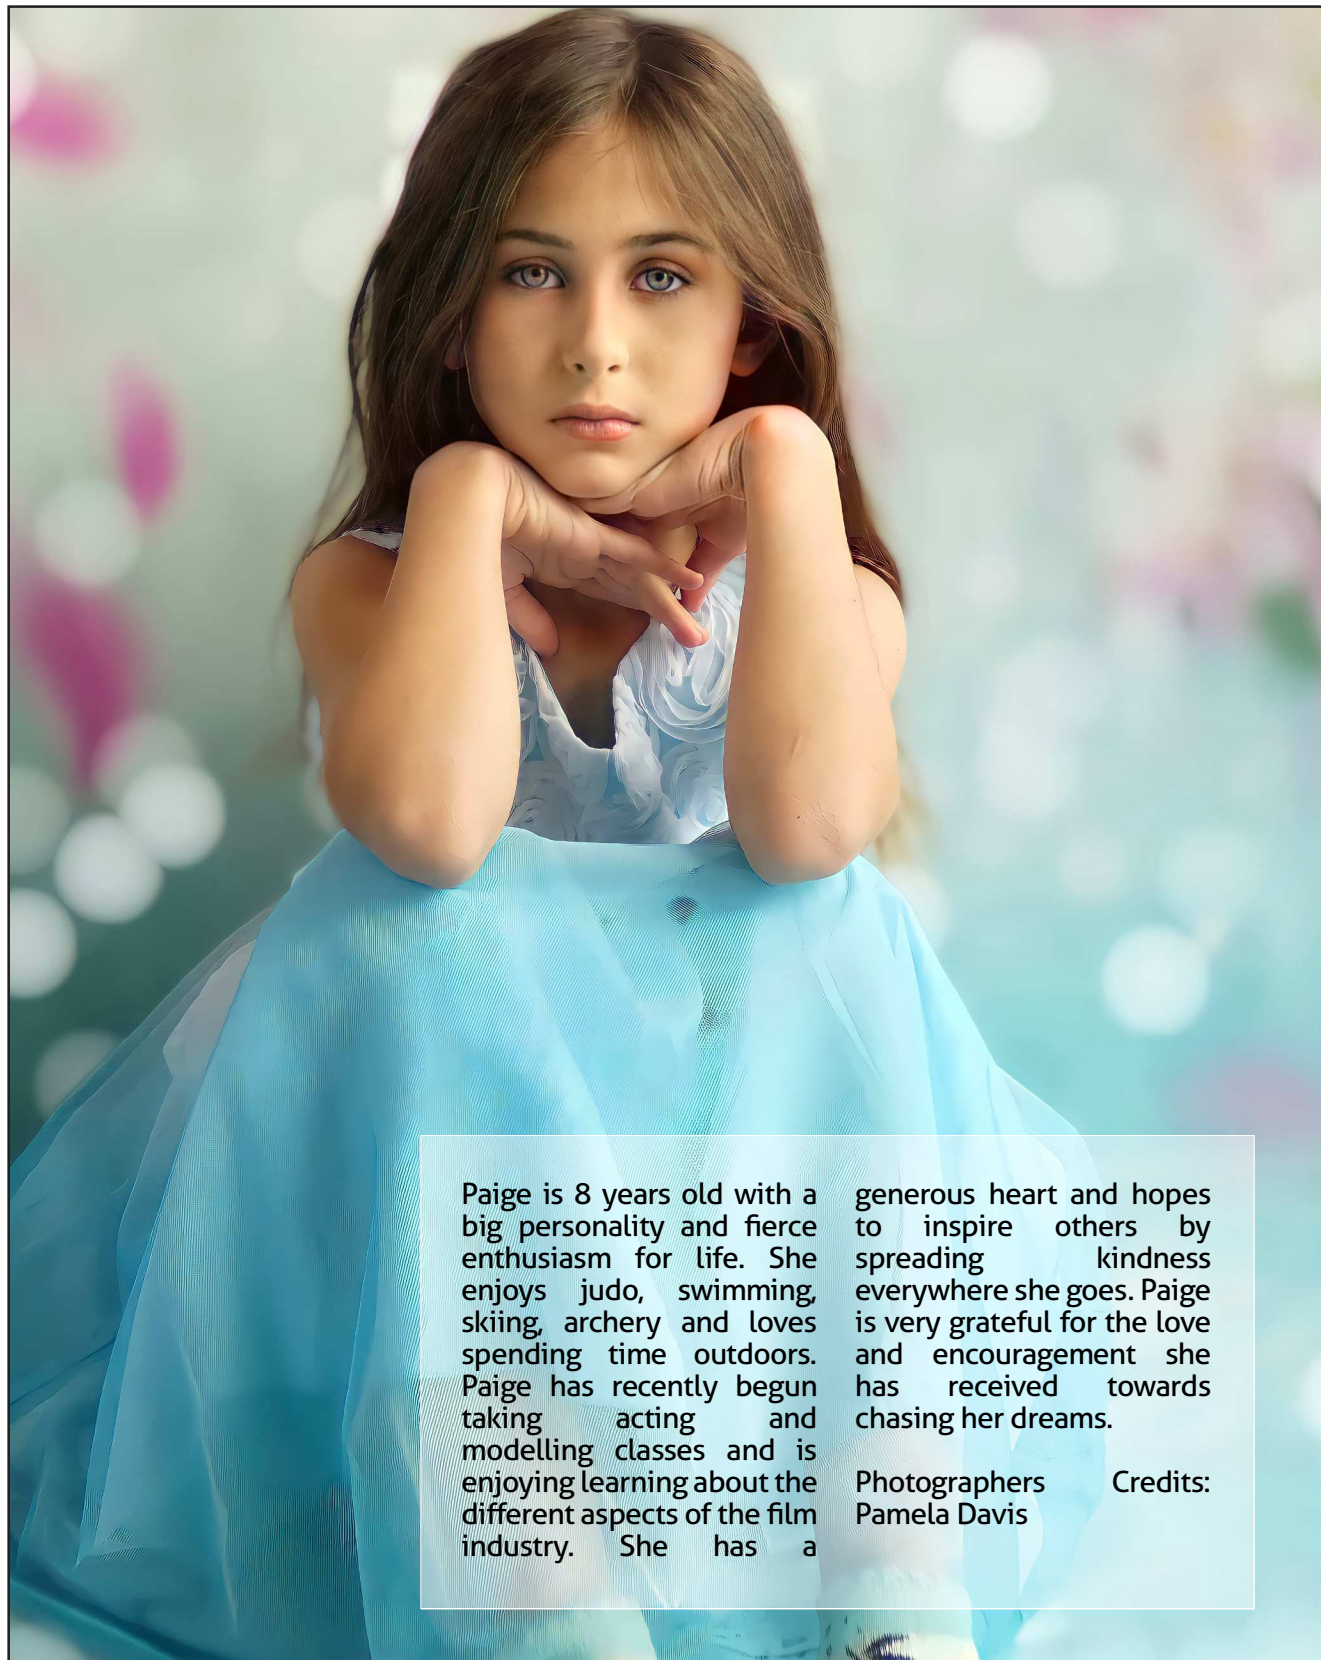 Paige is 8 years old with a
big personality and fierce
enthusiasm for life. She
enjoys judo, swimming,
skiing, archery and loves
spending time outdoors.
Paige has recently begun
taking acting and
modelling classes and is
enjoying learning about the
different aspects of the film
industry. She has a
generous heart and hopes
to inspire others by
spreading kindness
everywhere she goes. Paige
is very grateful for the love
and encouragement she
has received towards
chasing her dreams.
Photographers Credits:
Pamela Davis